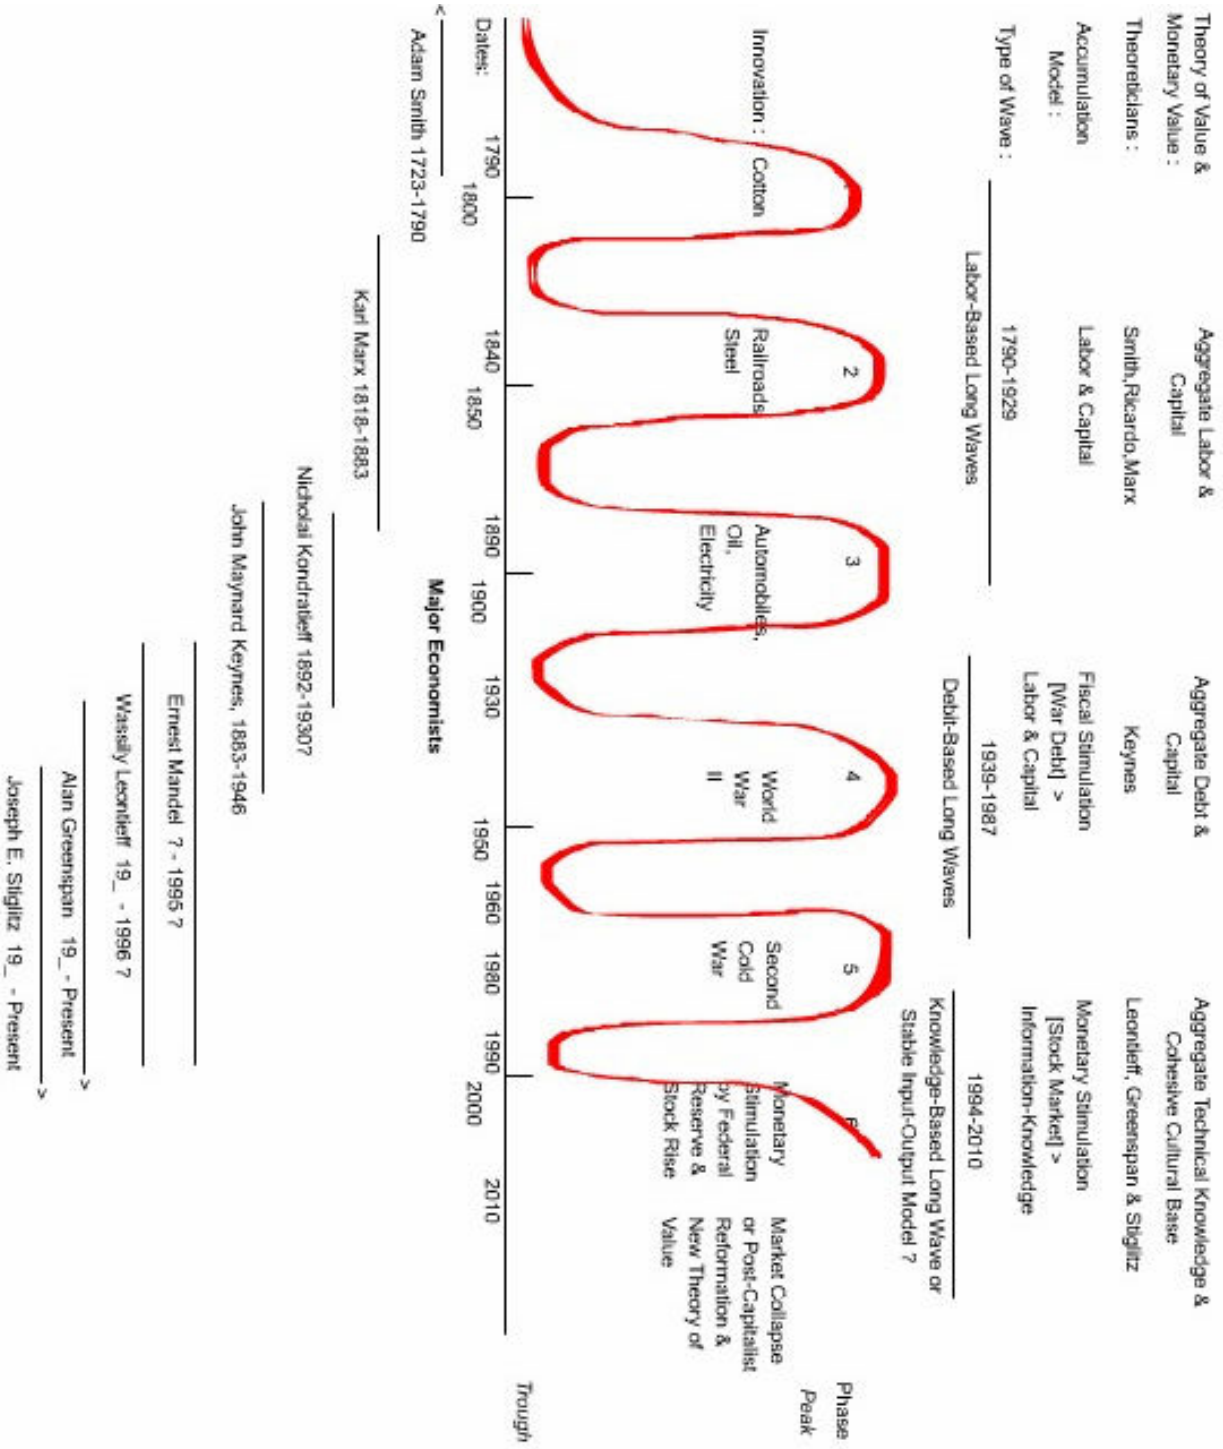 Theory of Value &
Monetary Value :
Aggregate Labor &
Capital
Aggregate Debt &
Capital
Aggregate Technical Knowledge &
Cohesive Cultural Base
Theoreticians :
Smith,Ricardo,Marx
Keynes
Leontieff, Greenspan & Stiglitz
Accumulation
Model :
Labor & Capital
Fiscal Stimulation
[War Debt] >
Labor & Capital
Monetary Stimulation
[Stock Market] >
Information-Knowledge
Type of Wave :
1790-1929
1939-1987
1994-2010
Labor-Based Long Waves
Debit-Based Long Waves
Knowledge-Based Long Wave or
Stable Input-Output Model ?
Phase
Peak
2
3
4
5
6
Innovation :
Cotton
Railroads
Steel
Automobiles,
Oil,
Electricity
World
War
II
Second
Cold
War
Monetary
Stimulation
by Federal
Reserve &
Stock Rise
Market Collapse
or Post-Capitalist
Reformation &
New Theory of
Value
Trough
Dates:
1790
1800
1840
1850
1890
1900
1930
1950
1960
1980
1990
2000
2010
Major Economists
<
Adam Smith 1723-1790
Karl Marx 1818-1883
Nicholai Kondratieff 1892-1930?
John Maynard Keynes, 1883-1946
Ernest Mandel ? - 1995 ?
Wassily Leontieff 19_ - 1996 ?
Alan Greenspan 19_ - Present
>
Joseph E. Stiglitz 19_ - Present
>